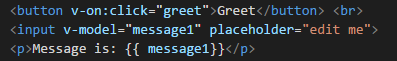 <button v-on:click="greet">Greet</button> <br>
<input v-model="message1" placeholder="edit me">
<p>Message is: {{ message1}}</p>